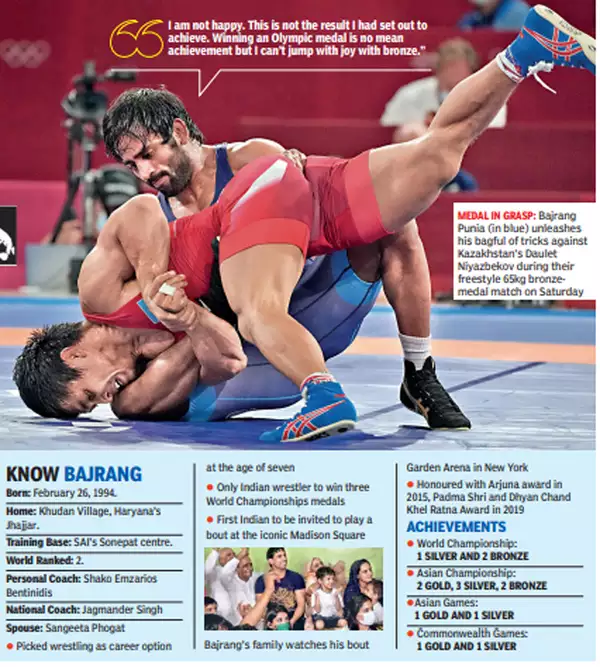 I am not happy. This is not the result I had set out to
achieve. Winning an Olympic medal is no mean
achievement but I can't jump with joy with bronze."
MEDAL IN GRASP: Bajrang
Punia (in blue) unleashes
his bagful of tricks against
Kazakhstan's Daulet
Niyazbekov during their
freestyle 65kg bronze-
medal match on Saturday
KNOW BAJRANG
Born: February 26, 1994.
Home: Khudan Village, Haryana's
Jhajjar.
Training Base: SAI's Sonepat centre.
World Ranked: 2.
Personal Coach: Shako Emzarios
Bentinidis
National Coach: Jagmander Singh
Spouse: Sangeeta Phogat
● Picked wrestling as career option
at the age of seven
● Only Indian wrestler to win three
World Championships medals
● First Indian to be invited to play a
bout at the iconic Madison Square
Bajrang's family watches his bout
Garden Arena in New York
● Honoured with Arjuna award in
2015, Padma Shri and Dhyan Chand
Khel Ratna Award in 2019
ACHIEVEMENTS
● World Championship:
1 SILVER AND 2 BRONZE
● Asian Championship:
2 GOLD, 3 SILVER, 2 BRONZE
●Asian Games:
1 GOLD AND 1 SILVER
● Commonwealth Games:
1 GOLD AND 1 SILVER